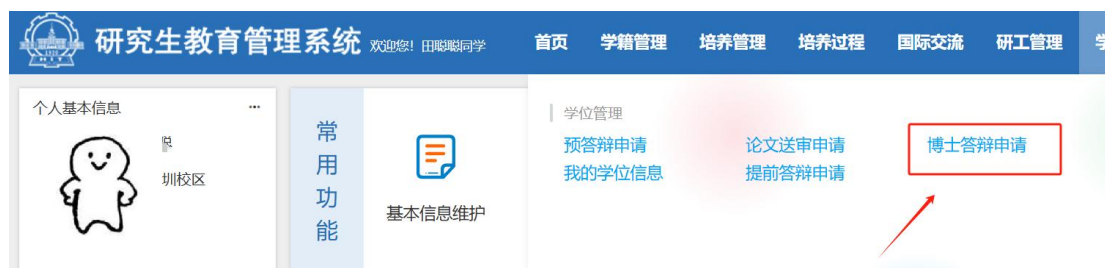 研究生教育管理系统 欢迎您！田聪聪同学
首页 学籍管理 培养管理 培养过程 国际交流 研工管理
个人基本信息 ...
圳校区
常用功能
基本信息维护
学位管理
预答辩申请 论文送审申请 博士答辩申请
我的学位信息 提前答辩申请